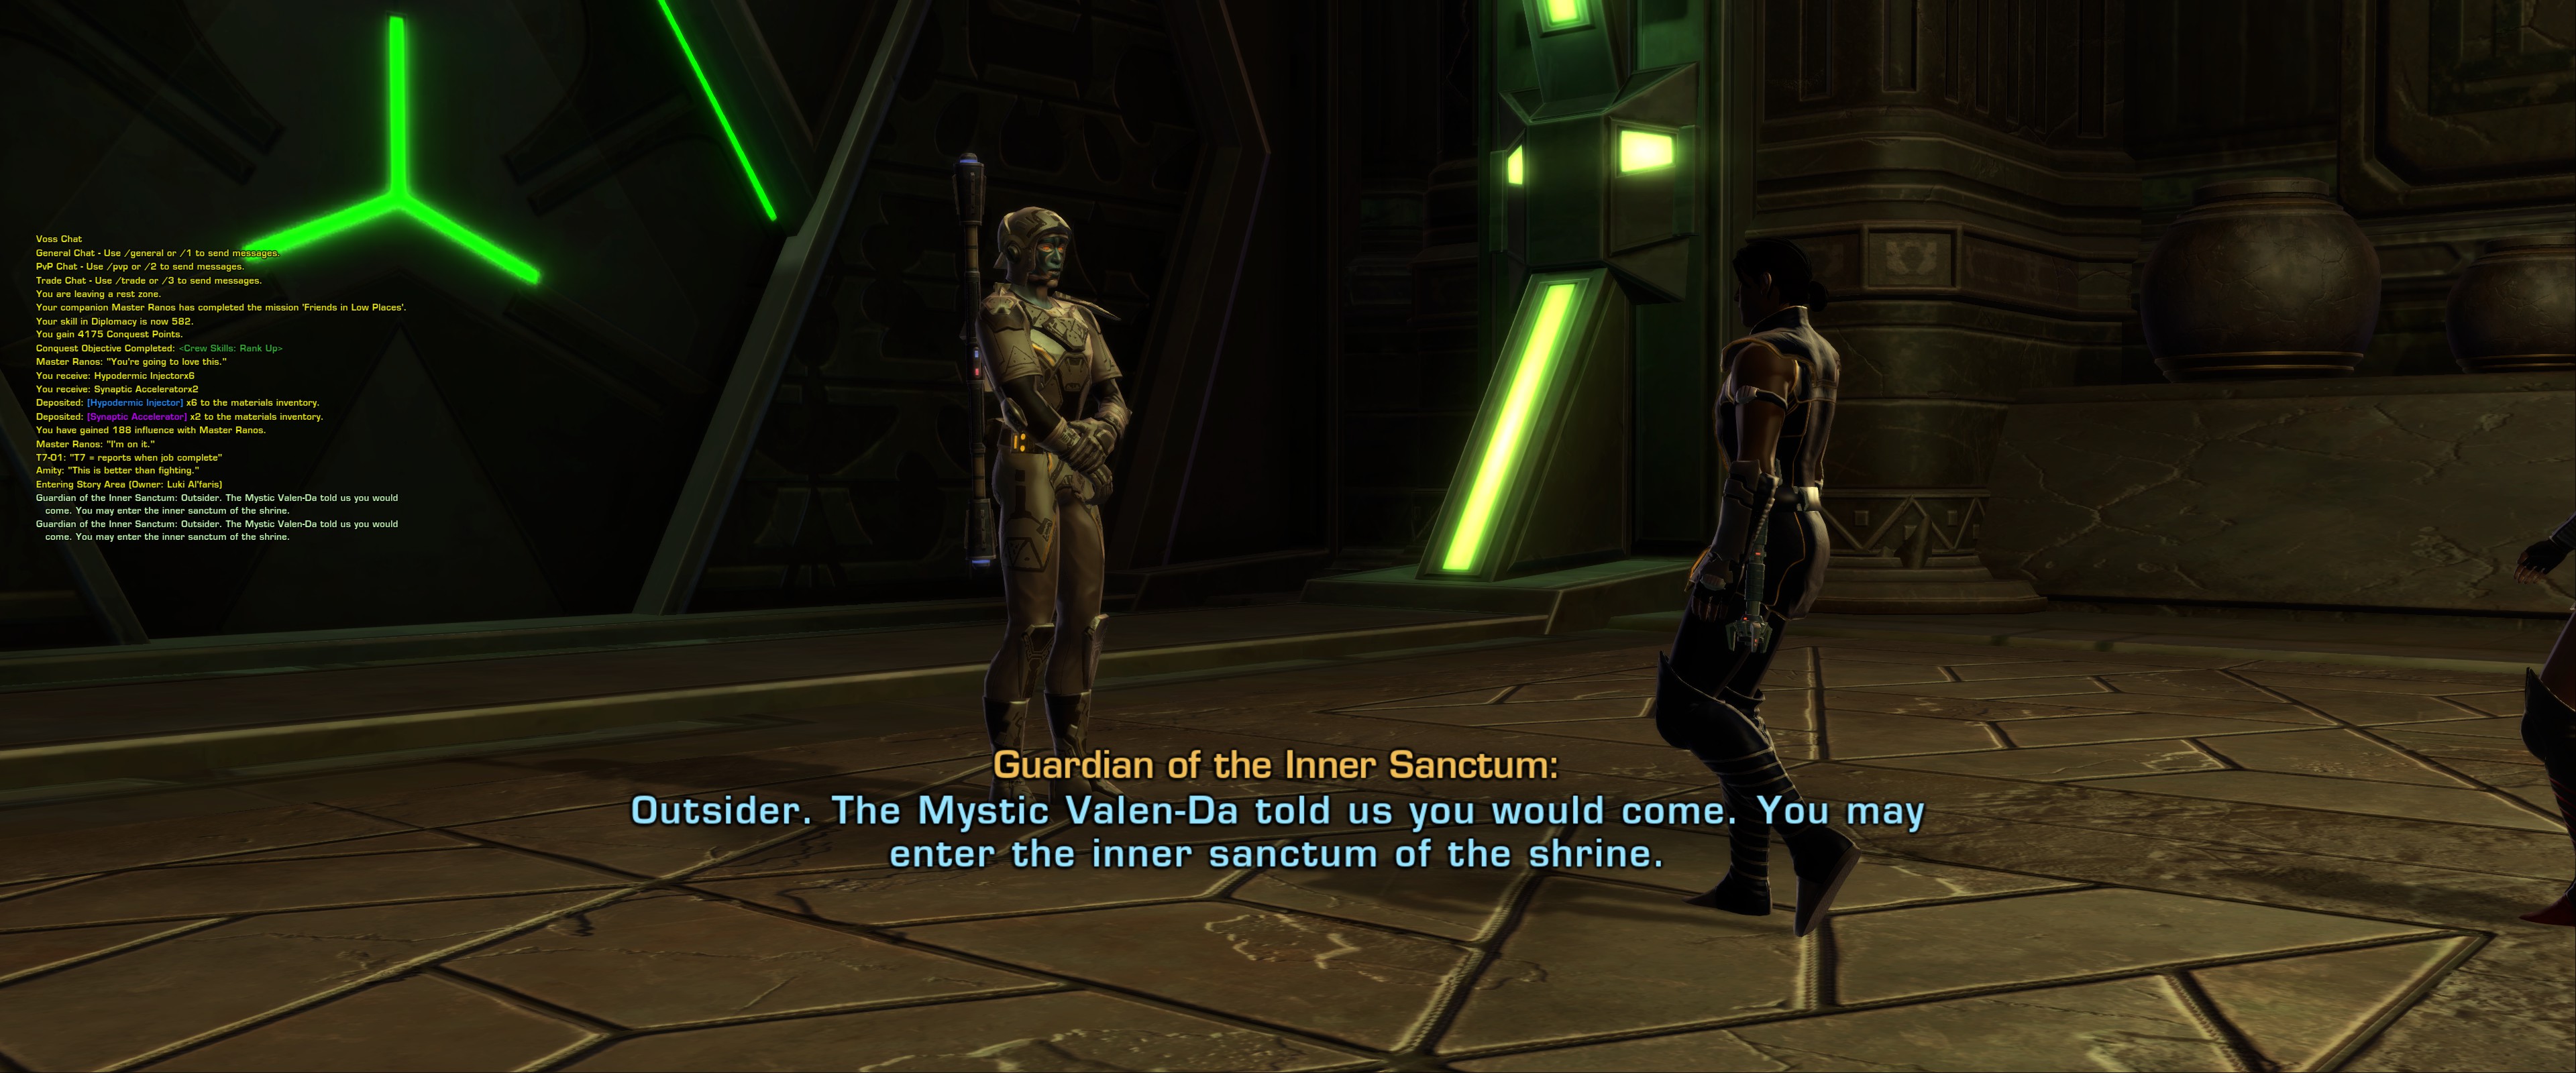 Voss Chat
General Chat - Use /general or /1 to send messages.
PvP Chat - Use /pvp or /2 to send messages.
Trade Chat - Use /trade or /3 to send messages.
You are leaving a rest zone.
Your companion Master Ranos has completed the mission 'Friends in Low Places'.
Your skill in Diplomacy is now 582.
You gain 4175 Conquest Points.
Conquest Objective Completed: <Crew Skills: Rank Up>
Master Ranos: "You're going to love this."
You receive: Hypodermic Injectorx6
You receive: Synaptic Acceleratorx2
Deposited: [Hypodermic Injector] x6 to the materials inventory.
Deposited: [Synaptic Accelerator] x2 to the materials inventory.
You have gained 188 influence with Master Ranos.
Master Ranos: "I'm on it."
T7-O1: "T7 = reports when job complete"
Amity: "This is better than fighting."
Entering Story Area (Owner: Luki Al'faris)
Guardian of the Inner Sanctum: Outsider. The Mystic Valen-Da told us you would
come. You may enter the inner sanctum of the shrine.
Guardian of the Inner Sanctum: Outsider. The Mystic Valen-Da told us you would
come. You may enter the inner sanctum of the shrine.
Guardian of the Inner Sanctum:
Outsider. The Mystic Valen-Da told us you would come. You may
enter the inner sanctum of the shrine.